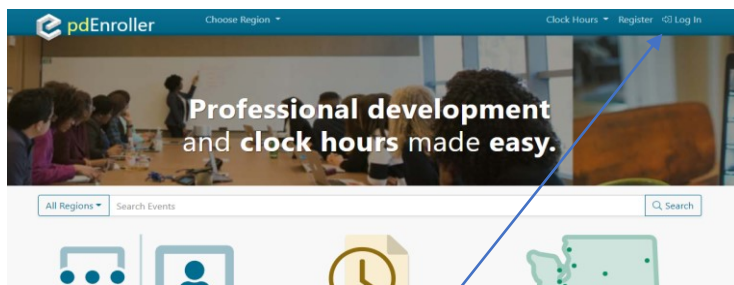 pdEnroller
Choose Region
Clock Hours
Register
Log In
Professional development
and clock hours made easy.
All Regions
Search Events
Search